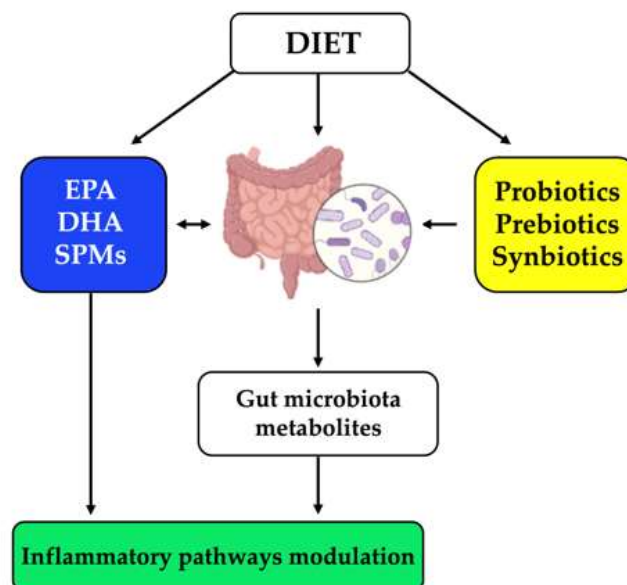 DIET
EPA
DHA
SPMs
Probiotics
Prebiotics
Synbiotics
Gut microbiota
metabolites
Inflammatory pathways modulation